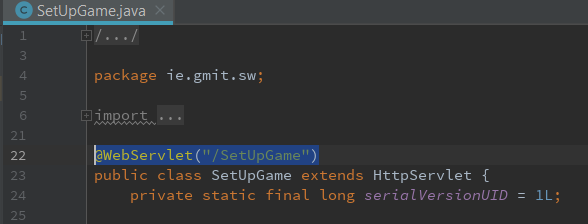 SetUpGame.java
1 /.../
3
4 package ie.gmit.sw;
5
6 import ...
21
22 @WebServlet("/SetUpGame")
23 public class SetUpGame extends HttpServlet {
24 private static final long serialVersionUID = 1L;
25